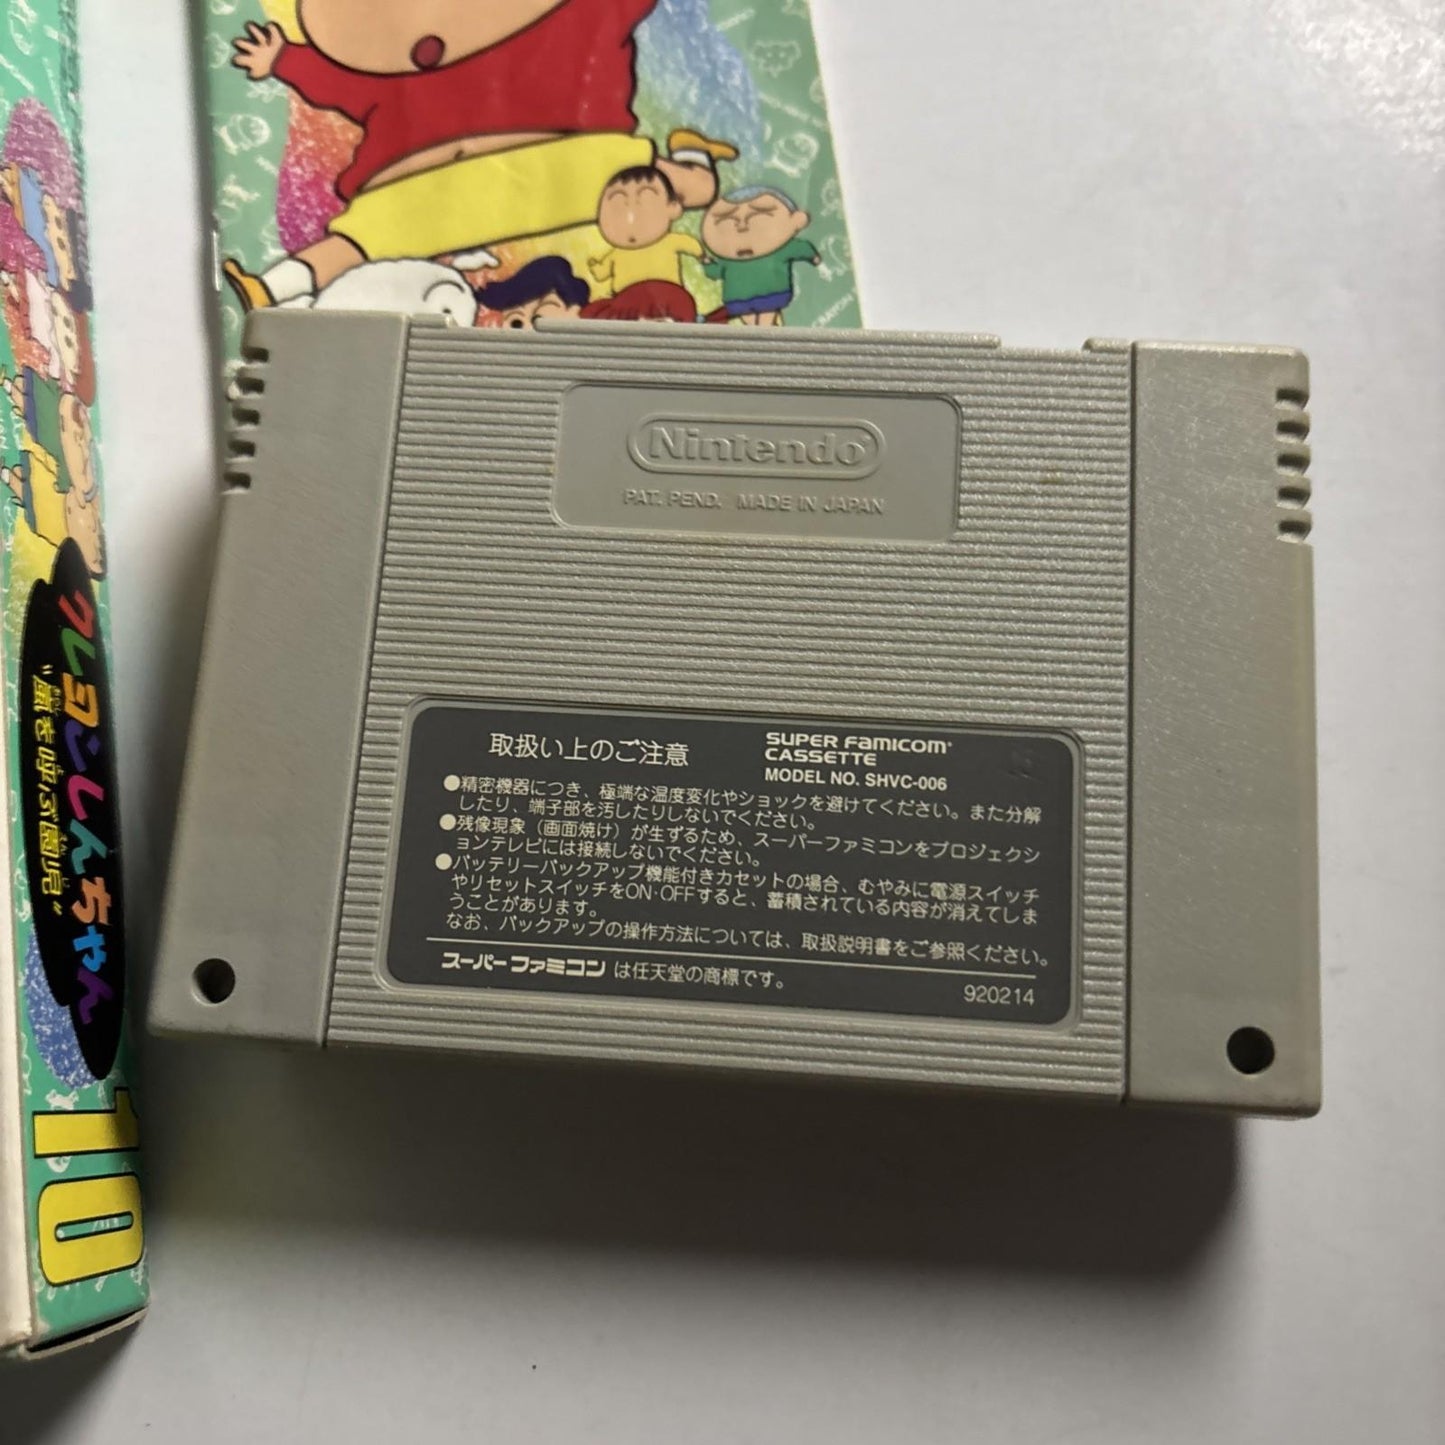 Nintendo
PAT. PEND. MADE IN JAPAN
取扱い上のご注意
SUPER FAMICOM
CASSETTE
MODEL NO. SHVC-006
●精密機器につき、極端な温度変化やショックを避けてください。また分解
したり、端子部を汚したりしないでください。
●残像現象（画面焼け）が生ずるため、スーパーファミコンをプロジェクシ
ョンテレビには接続しないでください。
●バッテリーバックアップ機能付きカセットの場合、むやみに電源スイッチ
やリセットスイッチをON·OFFすると、蓄積されている内容が消えてしま
うことがあります。
なお、バックアップの操作方法については、取扱説明書をご参照ください。
スーパーファミコン は任天堂の商標です。
920214
クレヨンしんちゃん
"嵐を呼ぶ園児"
10